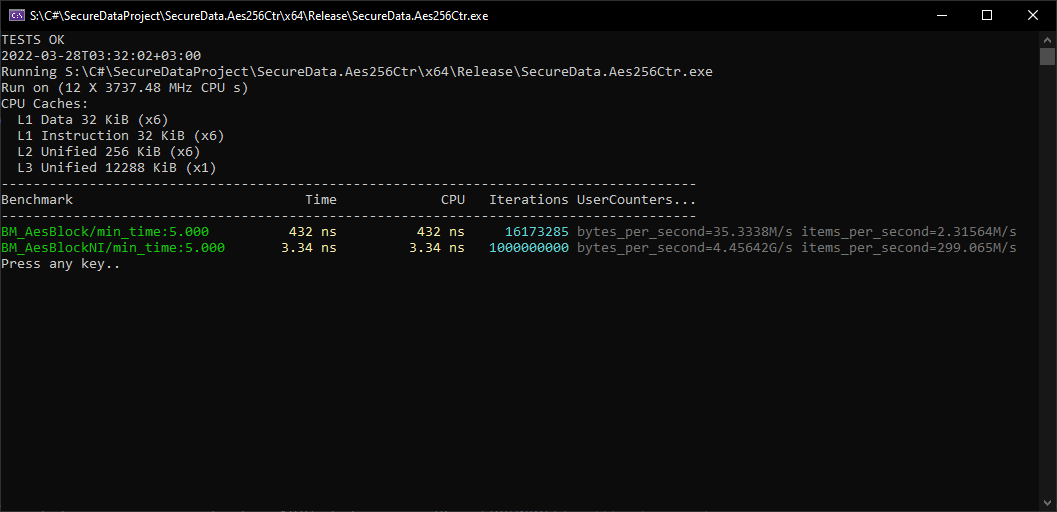 S:\C#\SecureDataProject\SecureData.Aes256Ctr\x64\Release\SecureData.Aes256Ctr.exe
TESTS OK
2022-03-28T03:32:02+03:00
Running S:\C#\SecureDataProject\SecureData.Aes256Ctr\x64\Release\SecureData.Aes256Ctr.exe
Run on (12 X 3737.48 MHz CPU s)
CPU Caches:
  L1 Data 32 KiB (x6)
  L1 Instruction 32 KiB (x6)
  L2 Unified 256 KiB (x6)
  L3 Unified 12288 KiB (x1)
---------------------------------------------------------------------------------------
Benchmark                             Time             CPU   Iterations UserCounters...
---------------------------------------------------------------------------------------
BM_AesBlock/min_time:5.000          432 ns          432 ns     16173285 bytes_per_second=35.3338M/s items_per_second=2.31564M/s
BM_AesBlockNI/min_time:5.000       3.34 ns         3.34 ns   1000000000 bytes_per_second=4.45642G/s items_per_second=299.065M/s
Press any key..